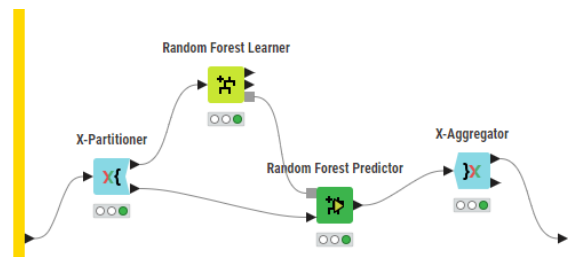 Random Forest Learner
X-Partitioner
X{
X-Aggregator
}X
Random Forest Predictor